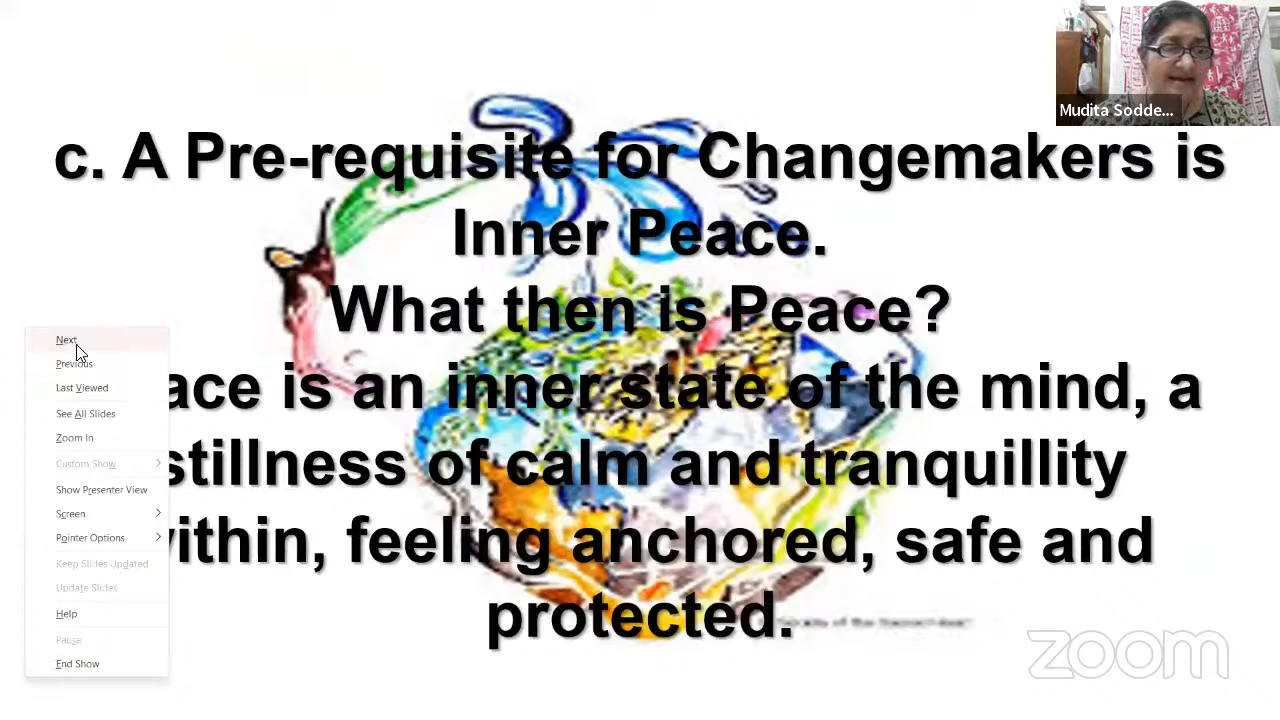 Mudita Sodde...
c. A Pre-requisite for Changemakers is
Inner Peace.
What then is Peace?
ace is an inner state of the mind, a
stillness of calm and tranquillity
ithin, feeling anchored, safe and
protected.
Next
Previous
Last Viewed
See All Slides
Zoom In
Custom Show
Show Presenter View
Screen
Pointer Options
Keep Slides Updated
Update Slides
Help
Pause
End Show
zoom